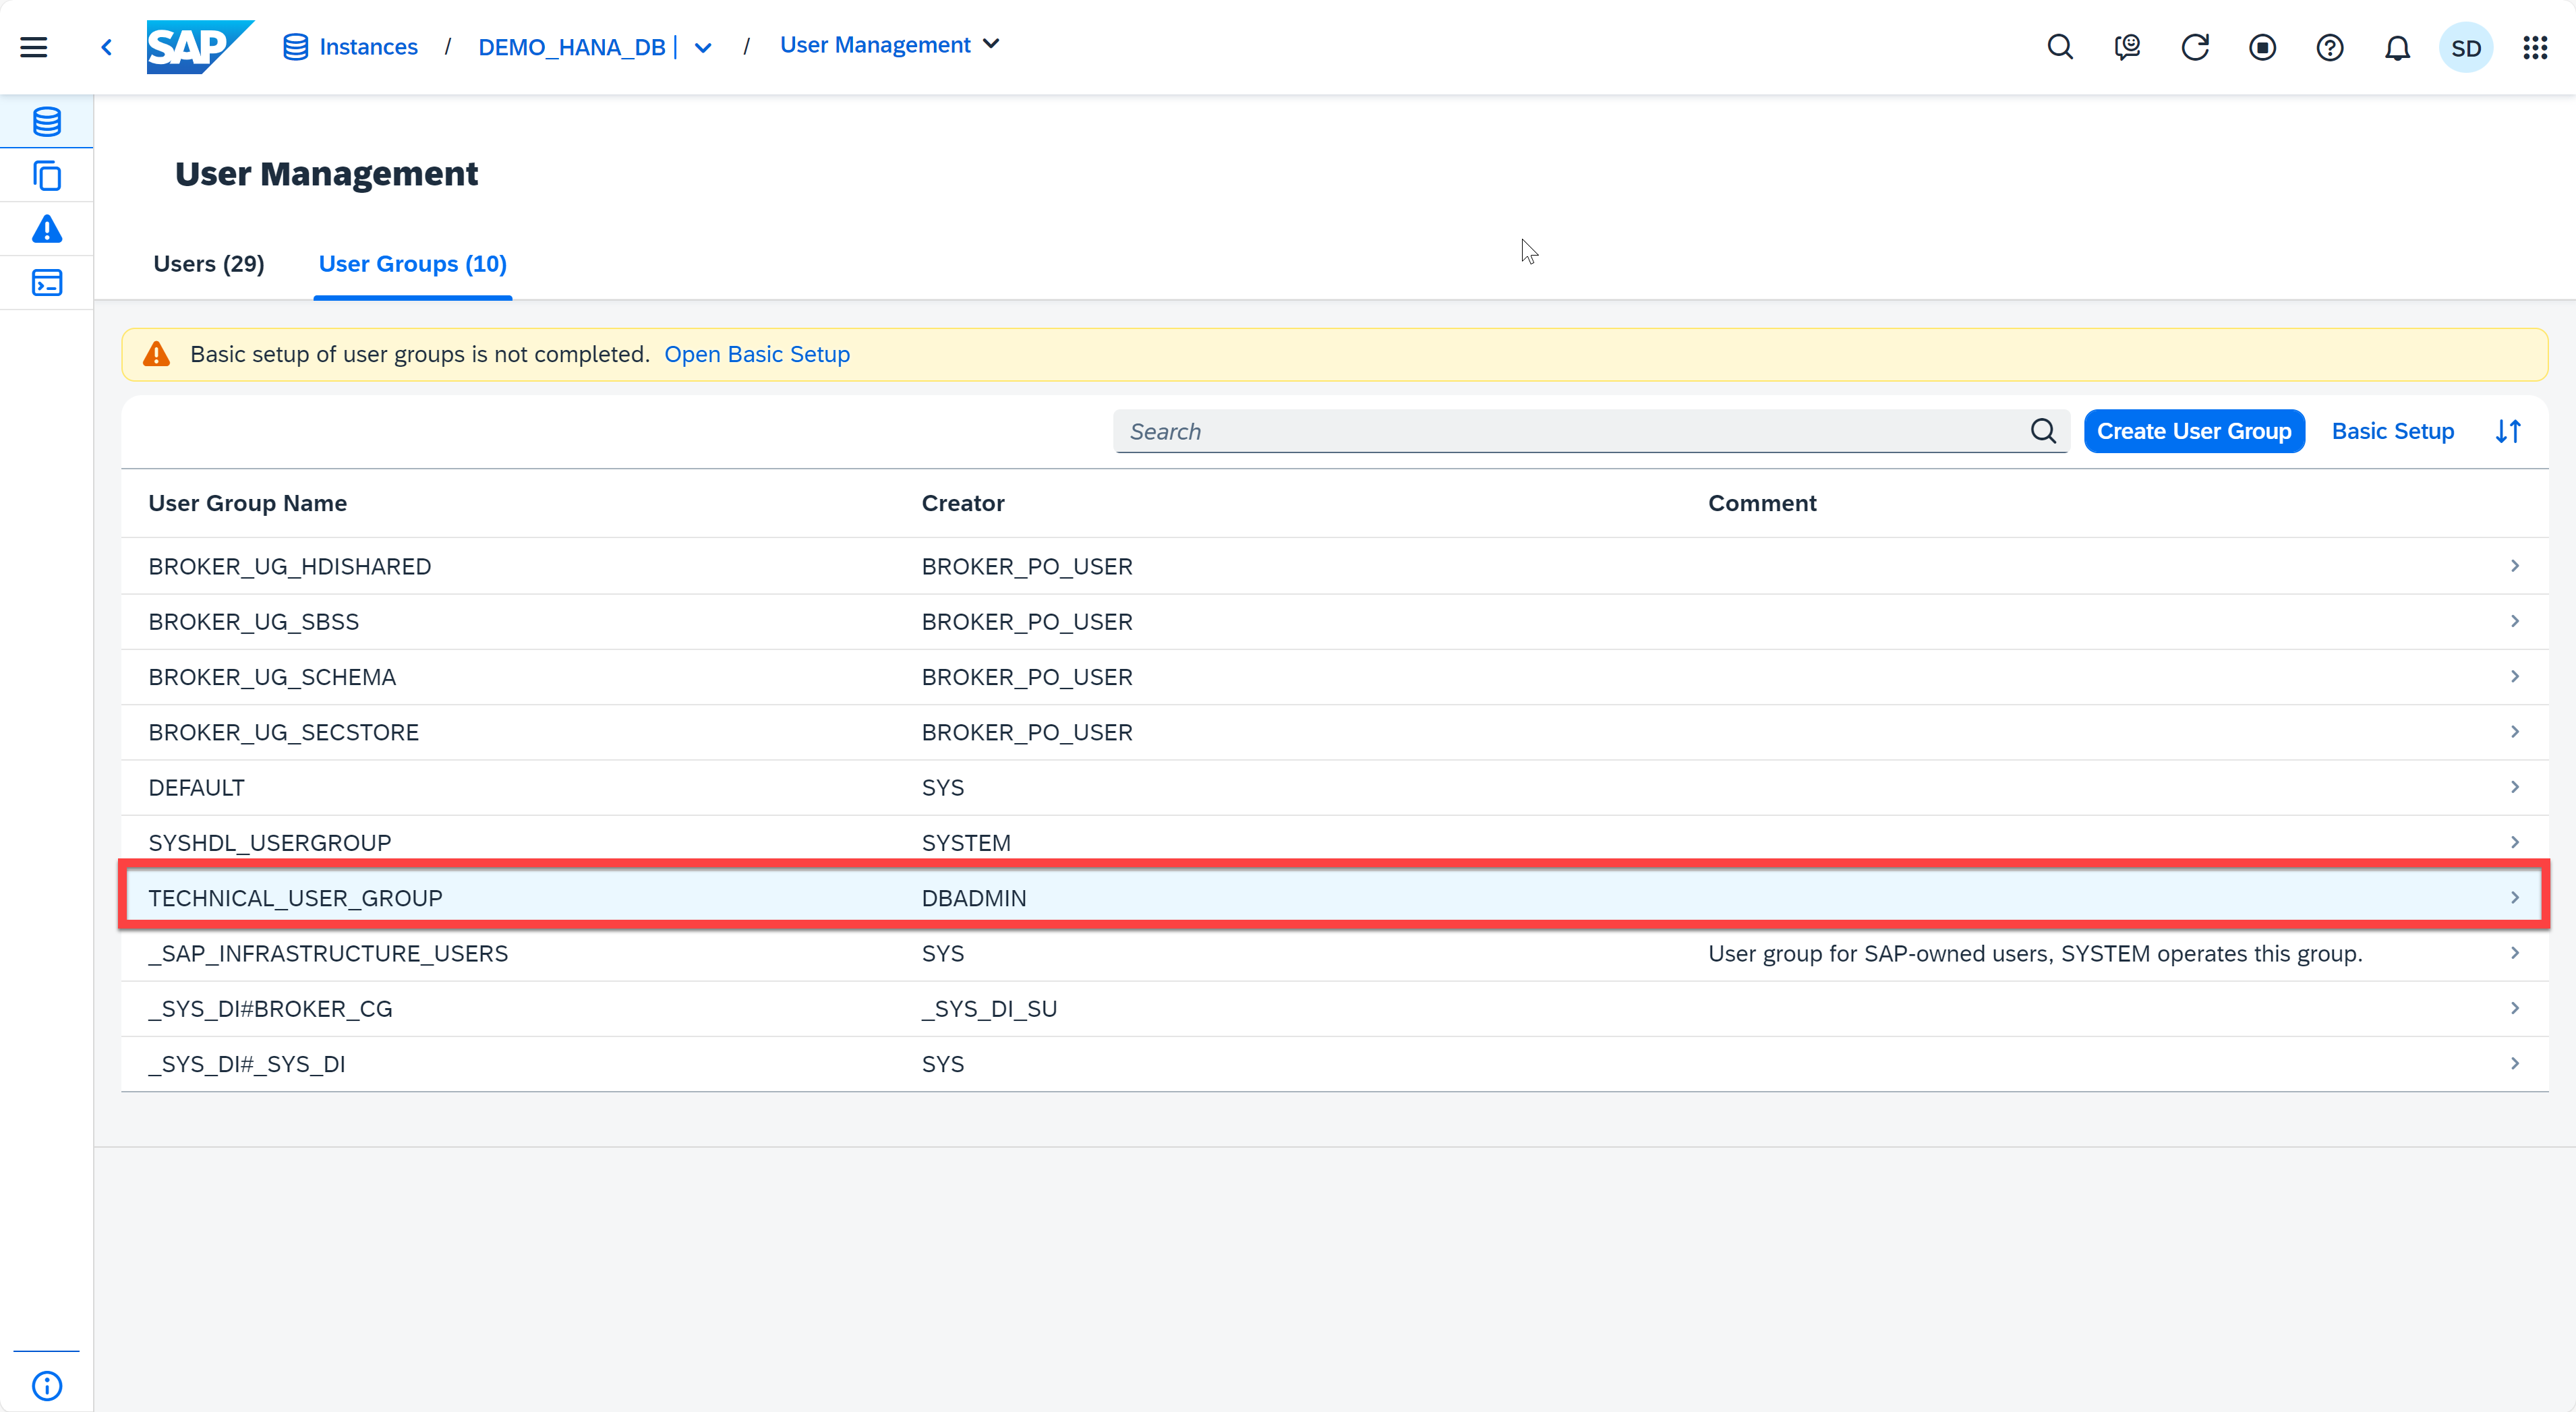 SAP Instances / DEMO_HANA_DB | / User Management SD
User Management
Users (29) User Groups (10)
Basic setup of user groups is not completed. Open Basic Setup
Search Create User Group Basic Setup
User Group Name Creator Comment
BROKER_UG_HDISHARED BROKER_PO_USER
BROKER_UG_SBSS BROKER_PO_USER
BROKER_UG_SCHEMA BROKER_PO_USER
BROKER_UG_SECSTORE BROKER_PO_USER
DEFAULT SYS
SYSHDL_USERGROUP SYSTEM
TECHNICAL_USER_GROUP DBADMIN
_SAP_INFRASTRUCTURE_USERS SYS User group for SAP-owned users, SYSTEM operates this group.
_SYS_DI#BROKER_CG _SYS_DI_SU
_SYS_DI#_SYS_DI SYS